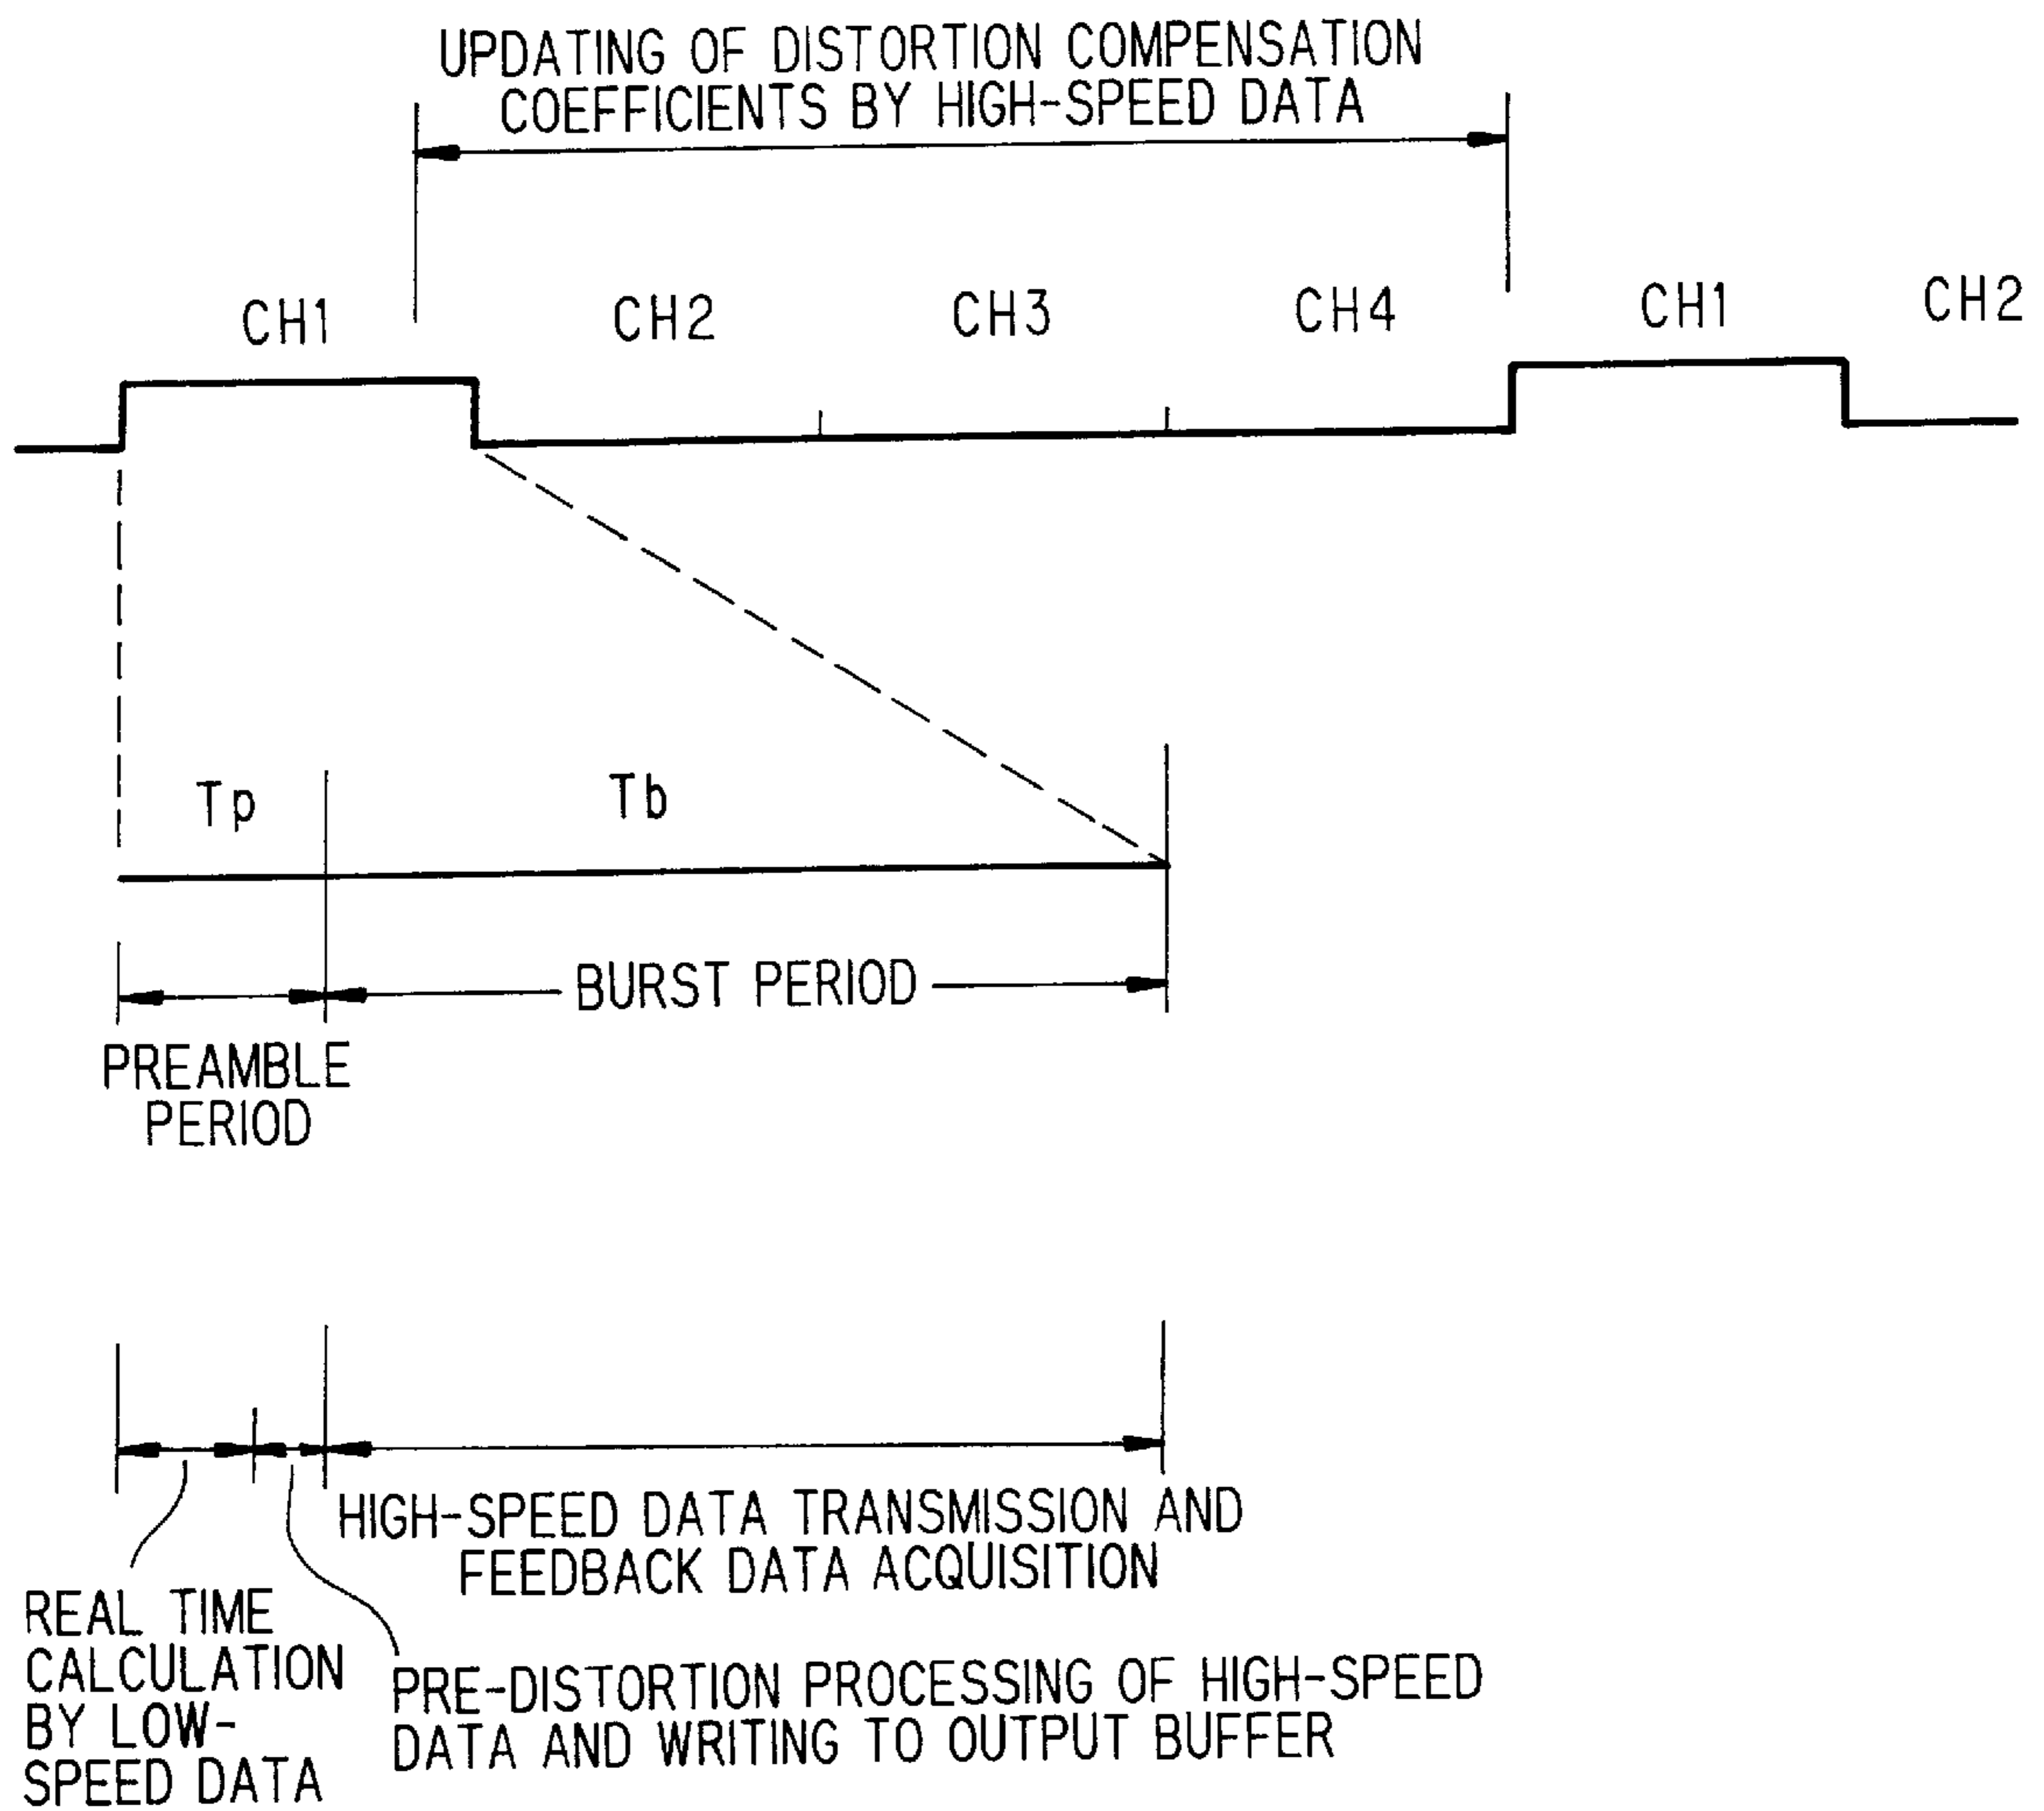 UPDATING OF DISTORTION COMPENSATION
COEFFICIENTS BY HIGH-SPEED DATA
CH1
CH2
CH3
CH4
CH1
CH2
Tp
Tb
BURST PERIOD
PREAMBLE
PERIOD
HIGH-SPEED DATA TRANSMISSION AND
FEEDBACK DATA ACQUISITION
REAL TIME
CALCULATION
BY LOW-
SPEED DATA
PRE-DISTORTION PROCESSING OF HIGH-SPEED
DATA AND WRITING TO OUTPUT BUFFER